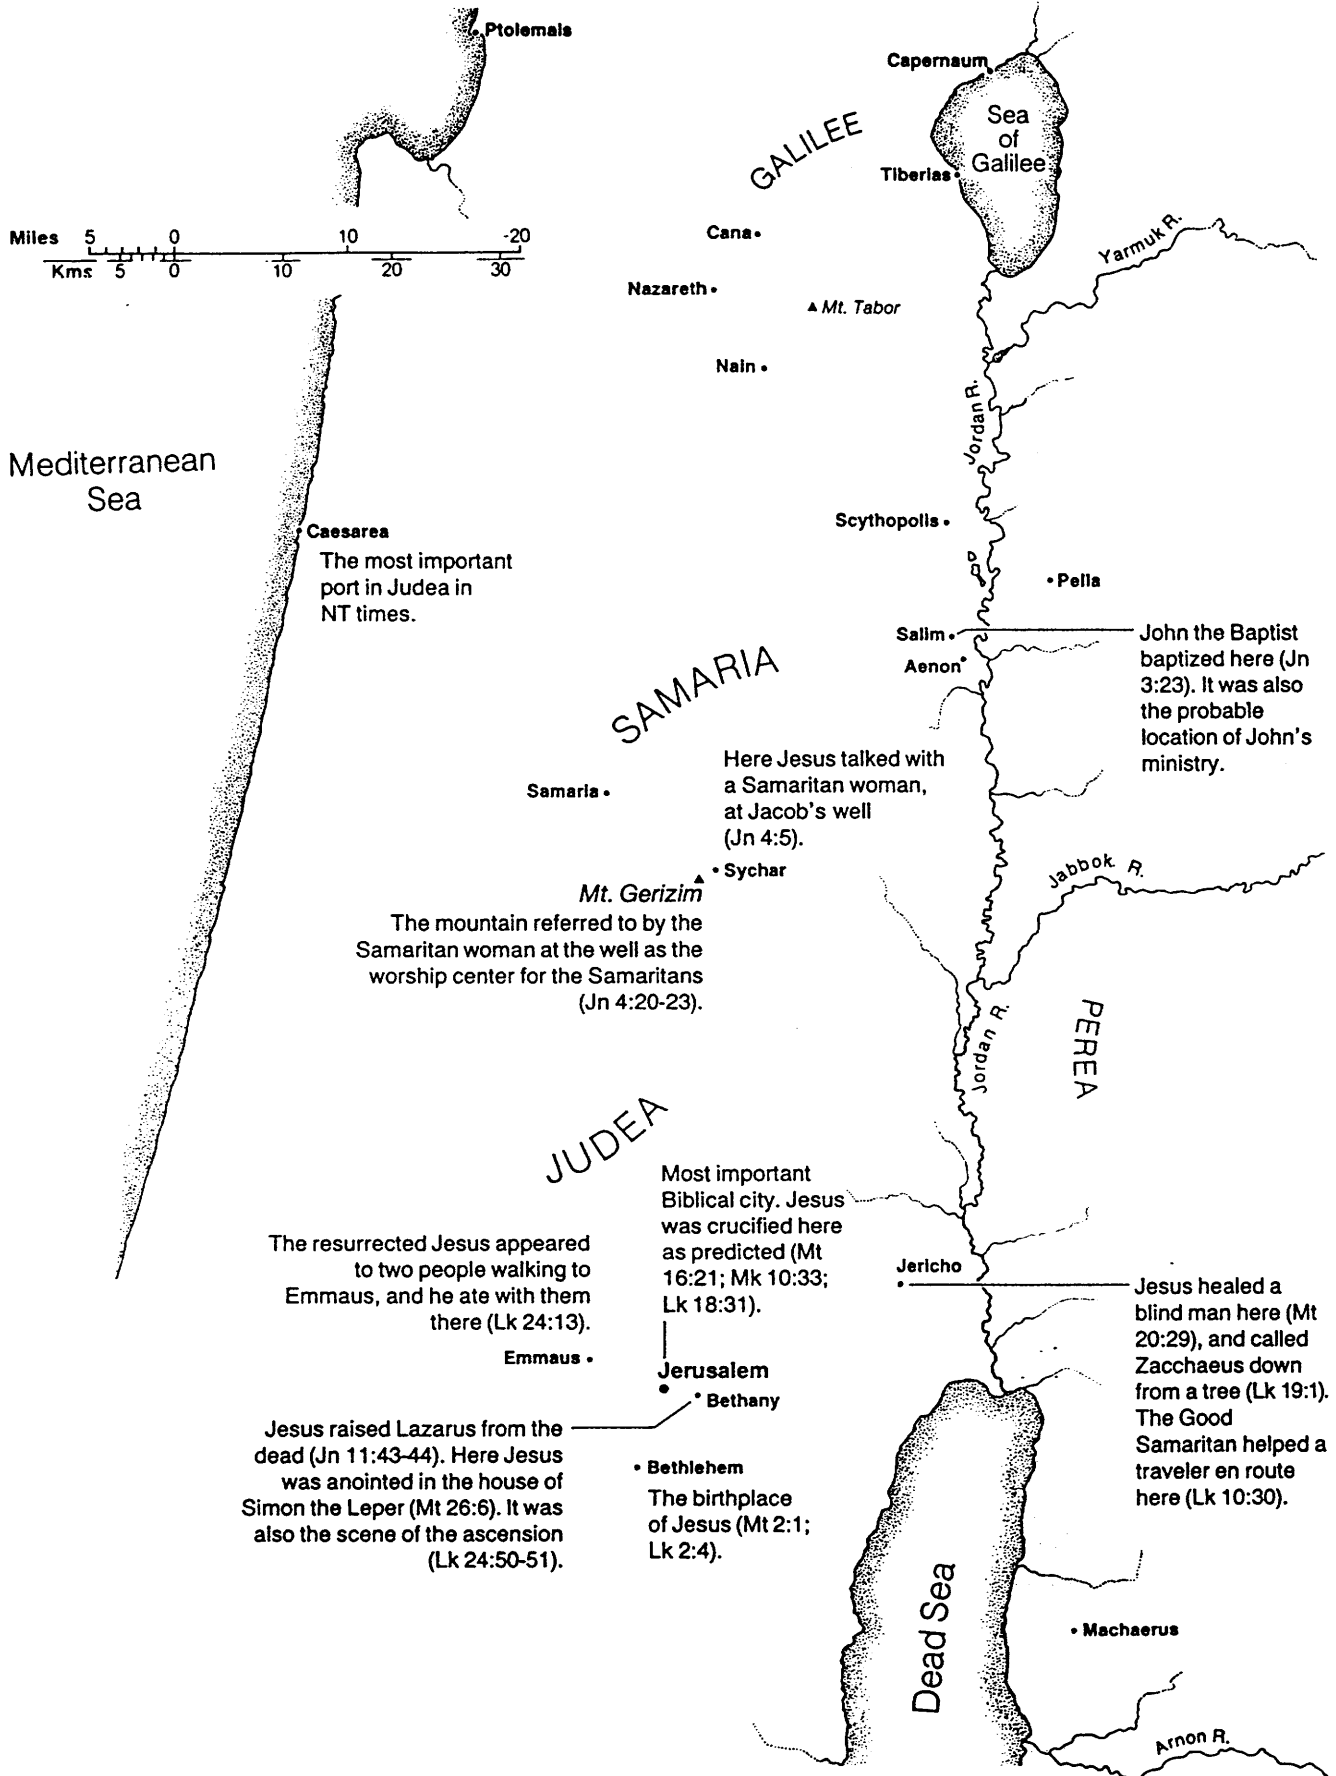 Ptolemais
Capernaum
Sea
of
Galilee
GALILEE
Tiberias
Miles 5 0 10 -20
Kms 5 0 10 20 30
Cana
Yarmuk R.
Nazareth
Mt. Tabor
Nain
Jordan R.
Mediterranean
Sea
Scythopolis
Caesarea
The most important
port in Judea in
NT times.
Pella
Salim
Aenon
John the Baptist
baptized here (Jn
3:23). It was also
the probable
location of John's
ministry.
SAMARIA
Here Jesus talked with
a Samaritan woman,
at Jacob's well
(Jn 4:5).
Samaria
Sychar
Jabbok R.
Mt. Gerizim
The mountain referred to by the
Samaritan woman at the well as the
worship center for the Samaritans
(Jn 4:20-23).
Jordan R.
PEREA
JUDEA
Most important
Biblical city. Jesus
was crucified here
as predicted (Mt
16:21; Mk 10:33;
Lk 18:31).
The resurrected Jesus appeared
to two people walking to
Emmaus, and he ate with them
there (Lk 24:13).
Jericho
Jesus healed a
blind man here (Mt
20:29), and called
Zacchaeus down
from a tree (Lk 19:1).
The Good
Samaritan helped a
traveler en route
here (Lk 10:30).
Emmaus
Jerusalem
Bethany
Jesus raised Lazarus from the
dead (Jn 11:43-44). Here Jesus
was anointed in the house of
Simon the Leper (Mt 26:6). It was
also the scene of the ascension
(Lk 24:50-51).
Bethlehem
The birthplace
of Jesus (Mt 2:1;
Lk 2:4).
Dead Sea
Machaerus
Arnon R.